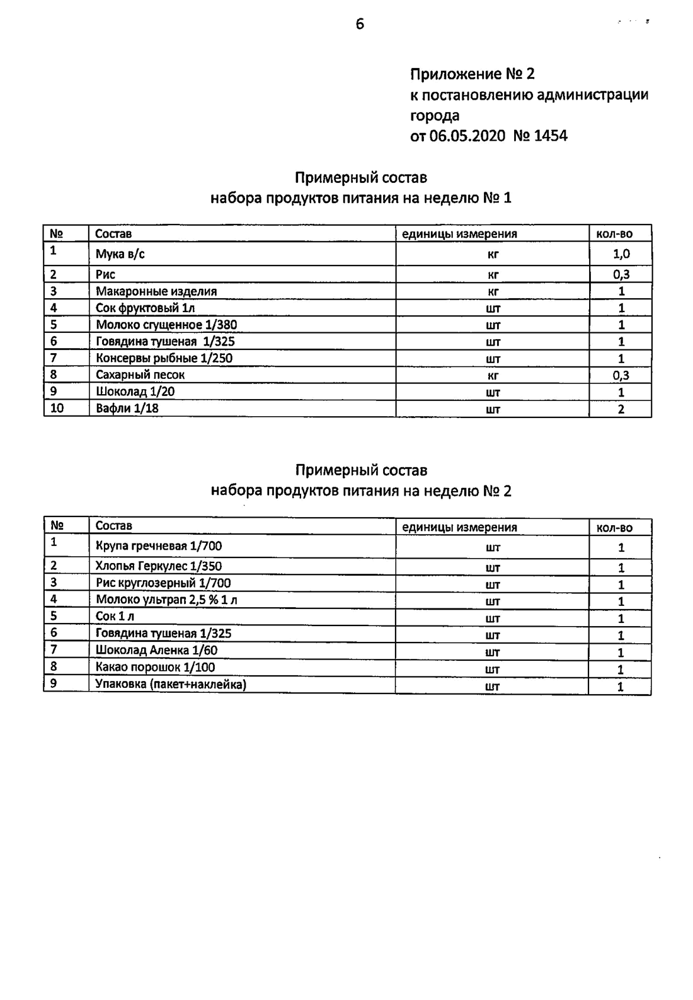 6
Приложение № 2
к постановлению администрации
города
от 06.05.2020 № 1454
Примерный состав
набора продуктов питания на неделю № 1
№ Состав единицы измерения кол-во
1 Мука в/с кг 1,0
2 Рис кг 0,3
3 Макаронные изделия кг 1
4 Сок фруктовый 1л шт 1
5 Молоко сгущенное 1/380 шт 1
6 Говядина тушеная 1/325 шт 1
7 Консервы рыбные 1/250 шт 1
8 Сахарный песок кг 0,3
9 Шоколад 1/20 шт 1
10 Вафли 1/18 шт 2
Примерный состав
набора продуктов питания на неделю № 2
№ Состав единицы измерения кол-во
1 Крупа гречневая 1/700 шт 1
2 Хлопья Геркулес 1/350 шт 1
3 Рис круглозерный 1/700 шт 1
4 Молоко ультрап 2,5 % 1 л шт 1
5 Сок 1 л шт 1
6 Говядина тушеная 1/325 шт 1
7 Шоколад Аленка 1/60 шт 1
8 Какао порошок 1/100 шт 1
9 Упаковка (пакет+наклейка) шт 1